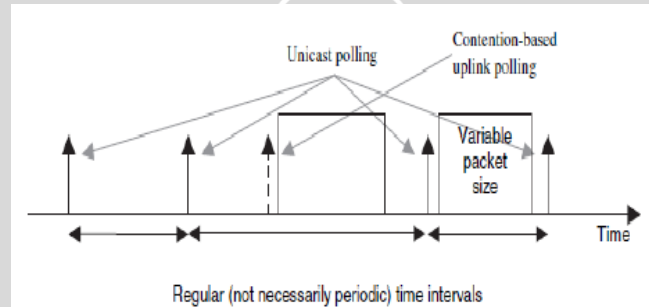 Unicast polling
Contention-based
uplink polling
Variable
packet
size
Time
Regular (not necessarily periodic) time intervals